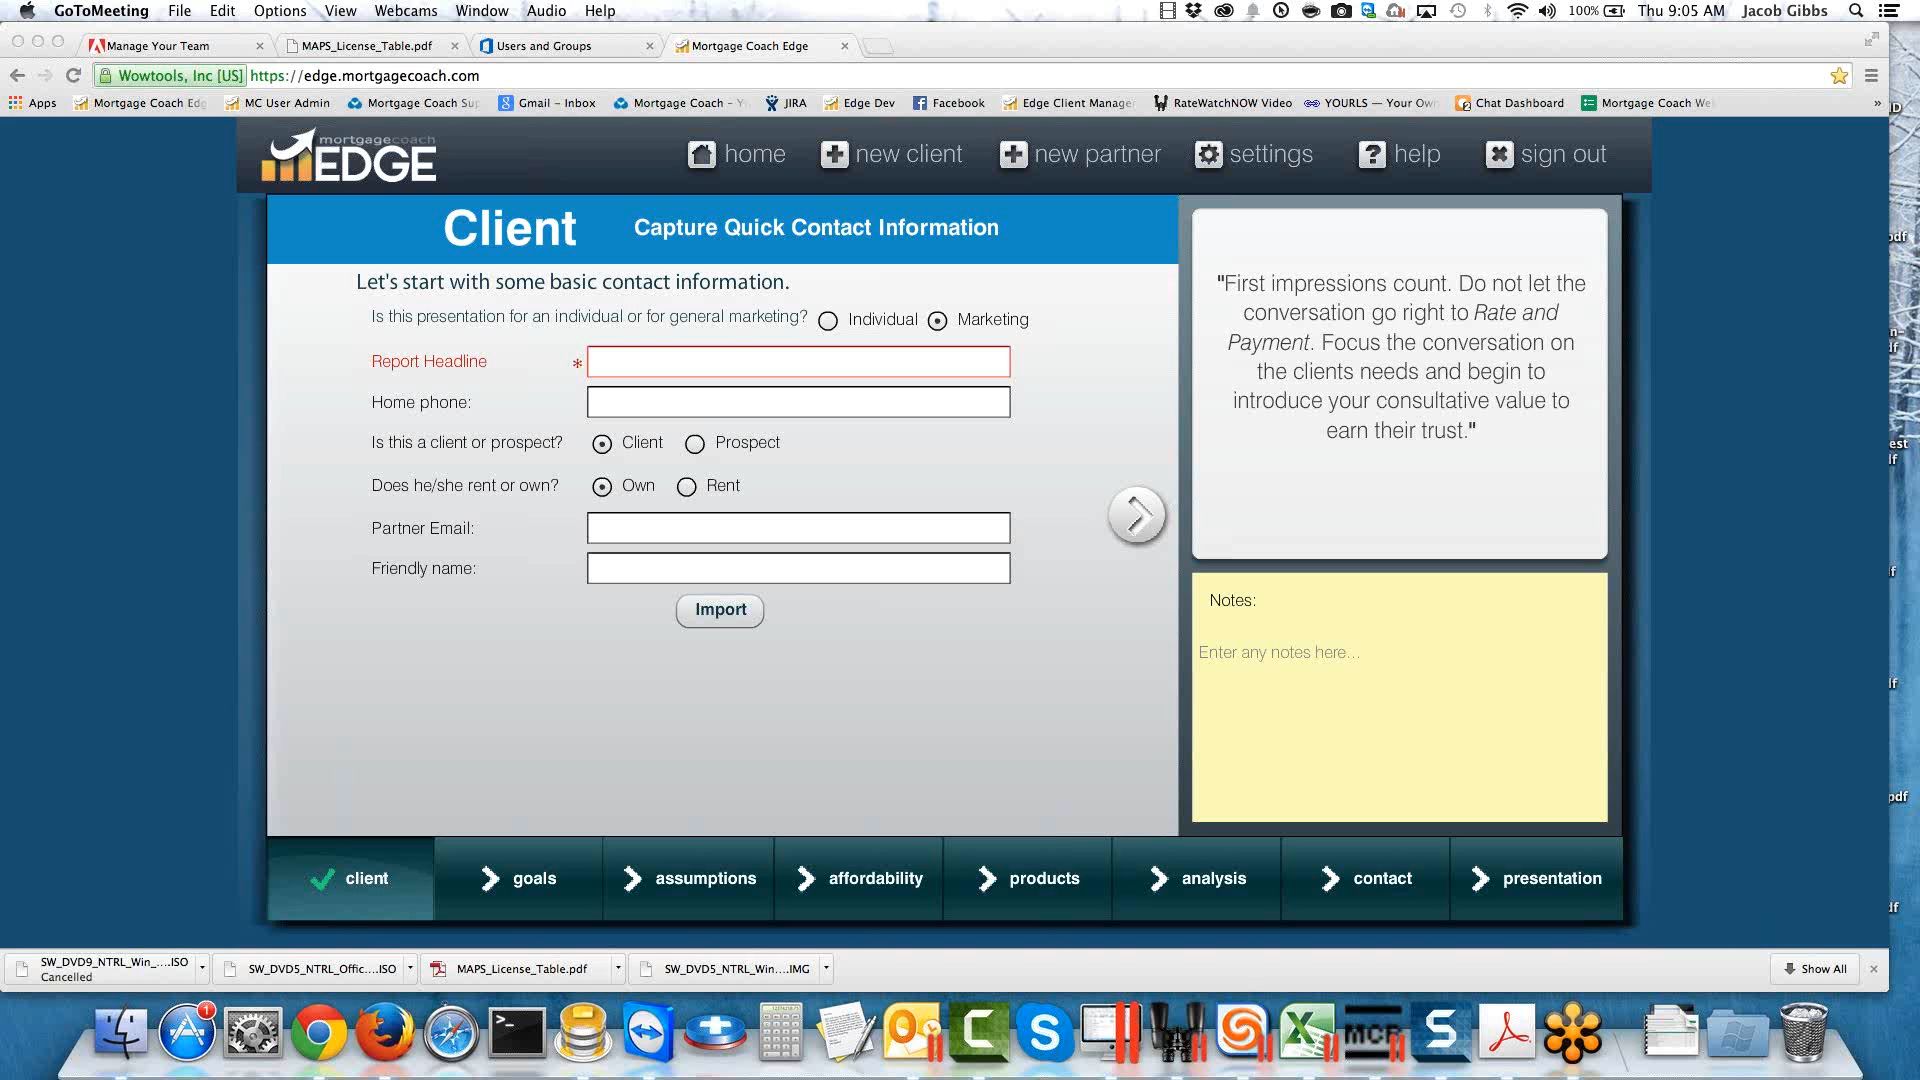 GoToMeeting File Edit Options View Webcams Window Audio Help 100% Thu 9:05 AM Jacob Gibbs
Manage Your Team MAPS_License_Table.pdf Users and Groups Mortgage Coach Edge
Wowtools, Inc [US] https://edge.mortgagecoach.com
Apps Mortgage Coach Edg MC User Admin Mortgage Coach Su Gmail – Inbox Mortgage Coach – Y JIRA Edge Dev Facebook Edge Client Manage RateWatchNOW Video YOURLS — Your Own Chat Dashboard Mortgage Coach We »
mortgagecoach
EDGE
home new client new partner settings help sign out
Client Capture Quick Contact Information
Let's start with some basic contact information.
Is this presentation for an individual or for general marketing? Individual Marketing
Report Headline *
Home phone:
Is this a client or prospect? Client Prospect
Does he/she rent or own? Own Rent
Partner Email:
Friendly name:
Import
"First impressions count. Do not let the
conversation go right to Rate and
Payment. Focus the conversation on
the clients needs and begin to
introduce your consultative value to
earn their trust."
Notes:
Enter any notes here...
client goals assumptions affordability products analysis contact presentation
SW_DVD9_NTRL_Win_....ISO
Cancelled
SW_DVD5_NTRL_Offic....ISO MAPS_License_Table.pdf SW_DVD5_NTRL_Win....IMG Show All
1
MCR